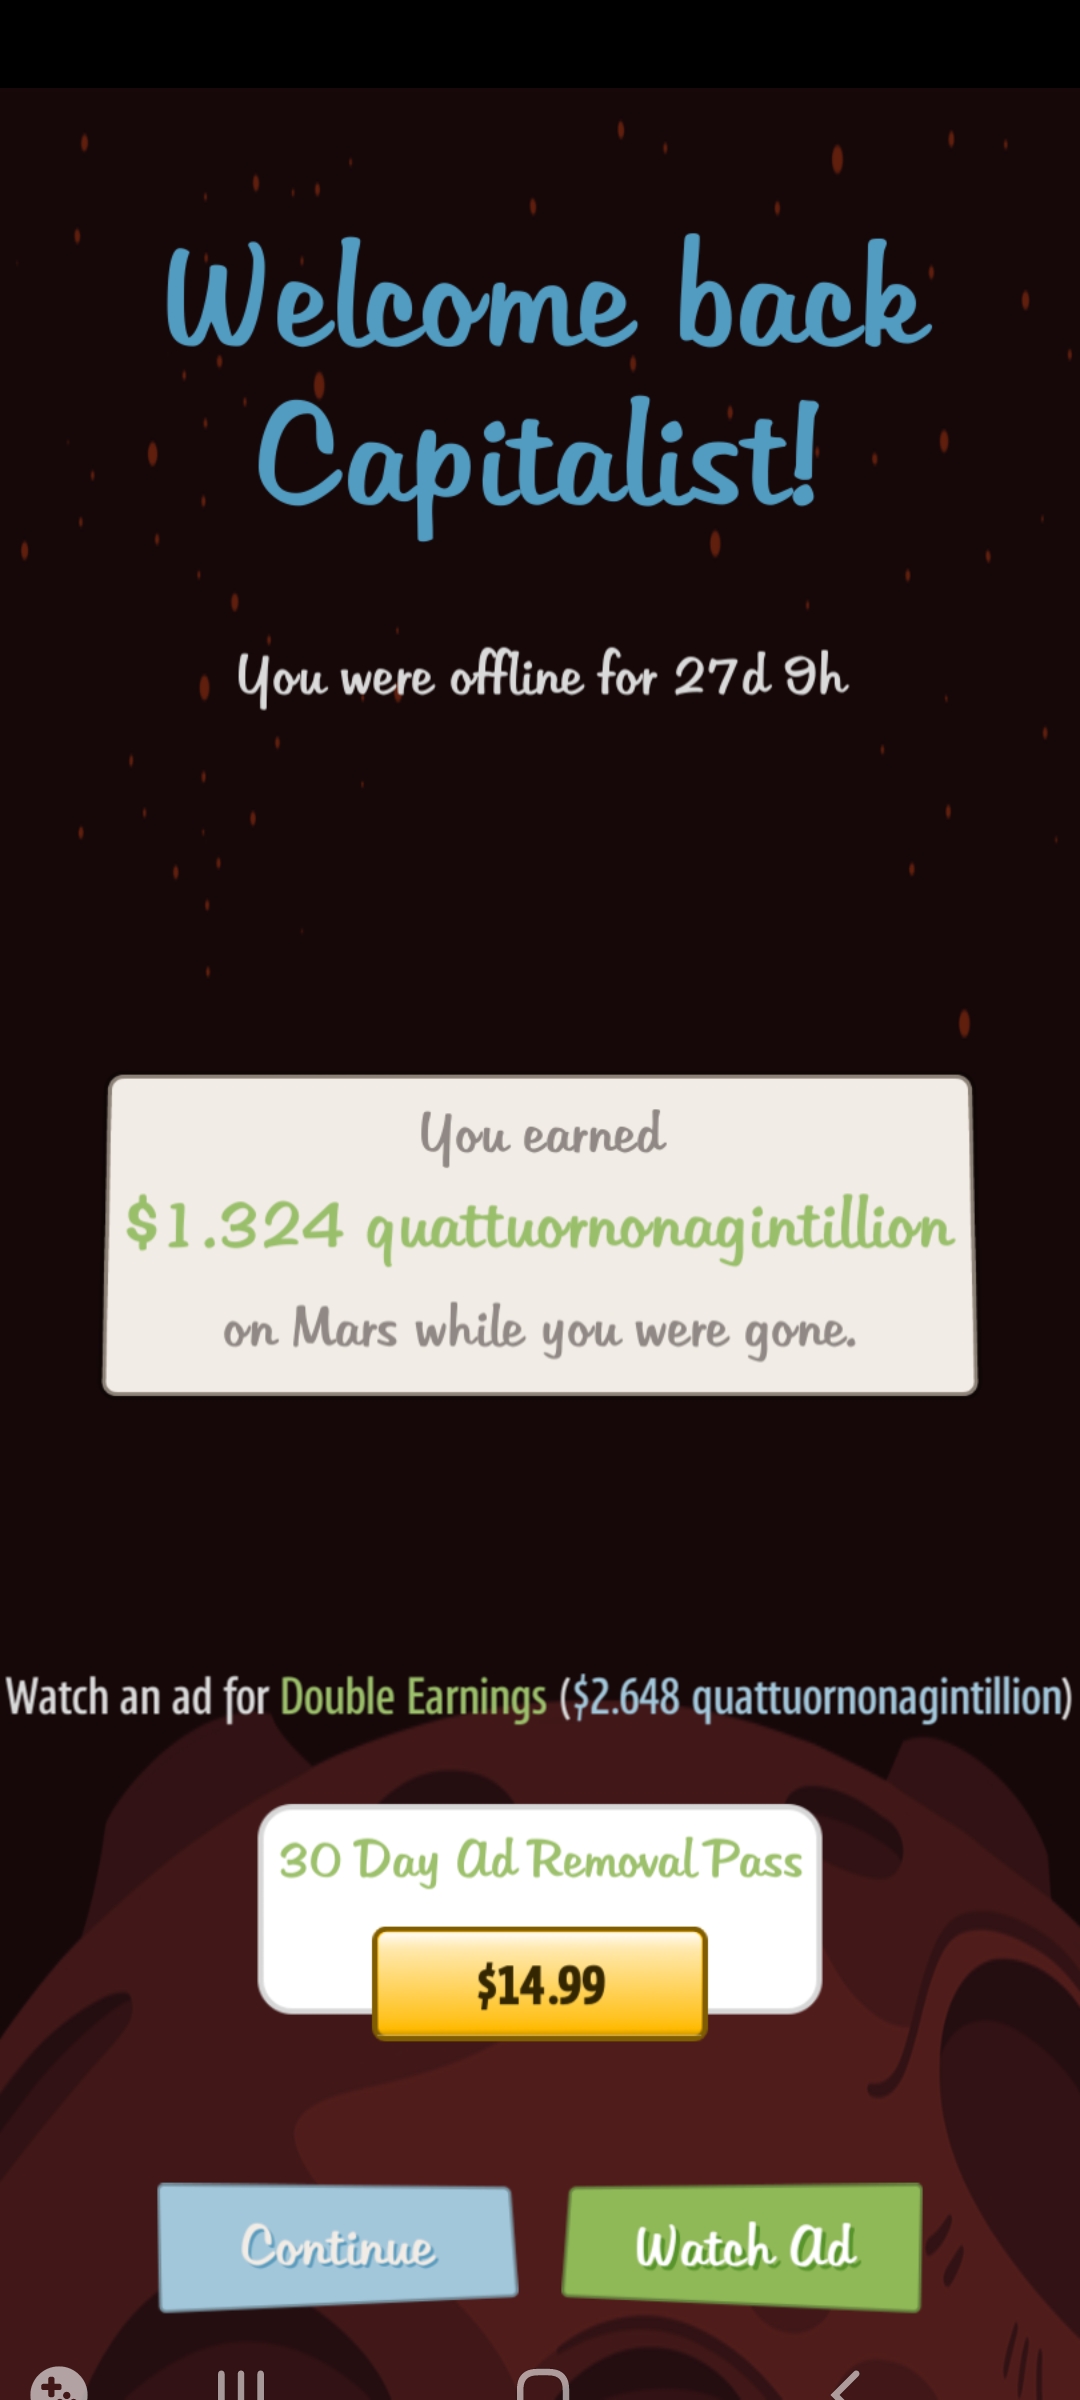 Welcome back
Capitalist!
You were offline for 27d 9h
You earned
$1.324 quattuornonagintillion
on Mars while you were gone.
Watch an ad for Double Earnings ($2.648 quattuornonagintillion)
30 Day Ad Removal Pass
$14.99
Continue
Watch Ad